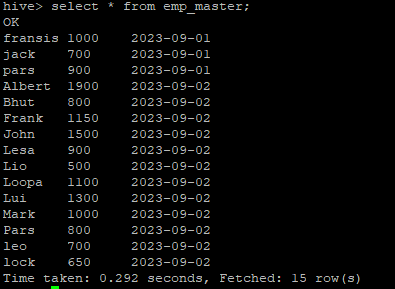 hive> select * from emp_master;
OK
fransis 1000 2023-09-01
jack 700 2023-09-01
pars 900 2023-09-01
Albert 1900 2023-09-02
Bhut 800 2023-09-02
Frank 1150 2023-09-02
John 1500 2023-09-02
Lesa 900 2023-09-02
Lio 500 2023-09-02
Loopa 1100 2023-09-02
Lui 1300 2023-09-02
Mark 1000 2023-09-02
Pars 800 2023-09-02
leo 700 2023-09-02
lock 650 2023-09-02
Time taken: 0.292 seconds, Fetched: 15 row(s)